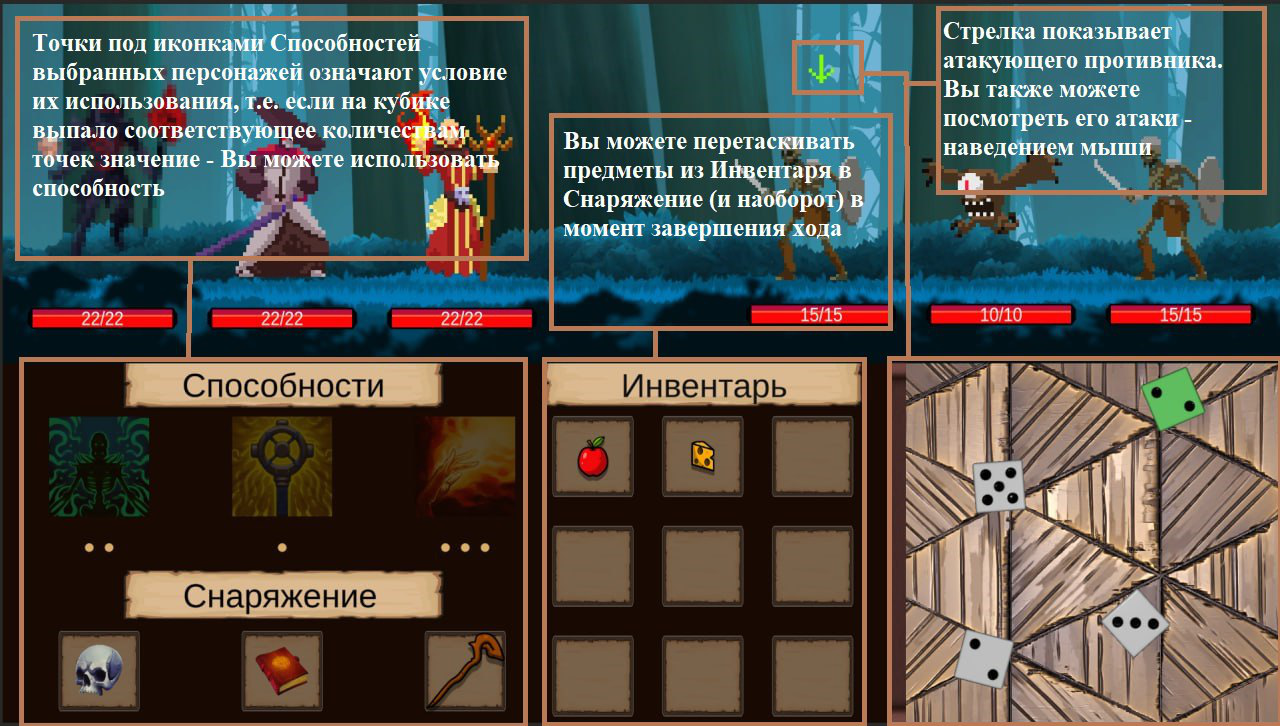 Точки под иконками Способностей
выбранных персонажей означают условие
их использования, т.е. если на кубике
выпало соответствующее количествам
точек значение - Вы можете использовать
способность
Вы можете перетаскивать
предметы из Инвентаря в
Снаряжение (и наоборот) в
момент завершения хода
Стрелка показывает
атакующего противника.
Вы также можете
посмотреть его атаки -
наведением мыши
22/22
22/22
22/22
15/15
10/10
15/15
Способности
Снаряжение
Инвентарь